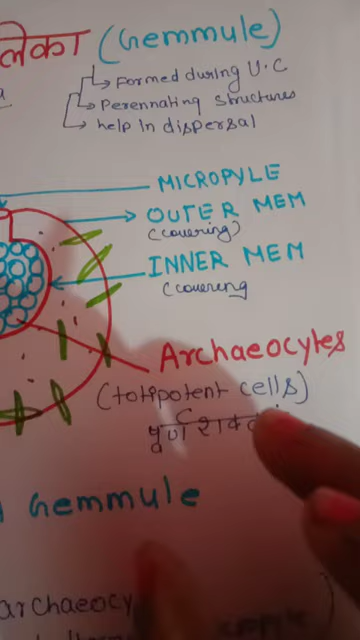 लिका (Gemmule)
→ Formed during U.C
→ Perennating structures
→ help in dispersal
MICROPYLE
OUTER MEM
(covering)
INNER MEM
(covering
Archaeocytes
(totipotent cells)
पूर्ण शक्त
Gemmule
archaeocy